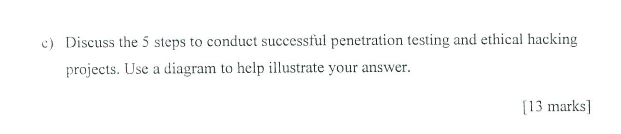 c) Discuss the 5 steps to conduct successful penetration testing and ethical hacking
projects. Use a diagram to help illustrate your answer.
[13 marks]